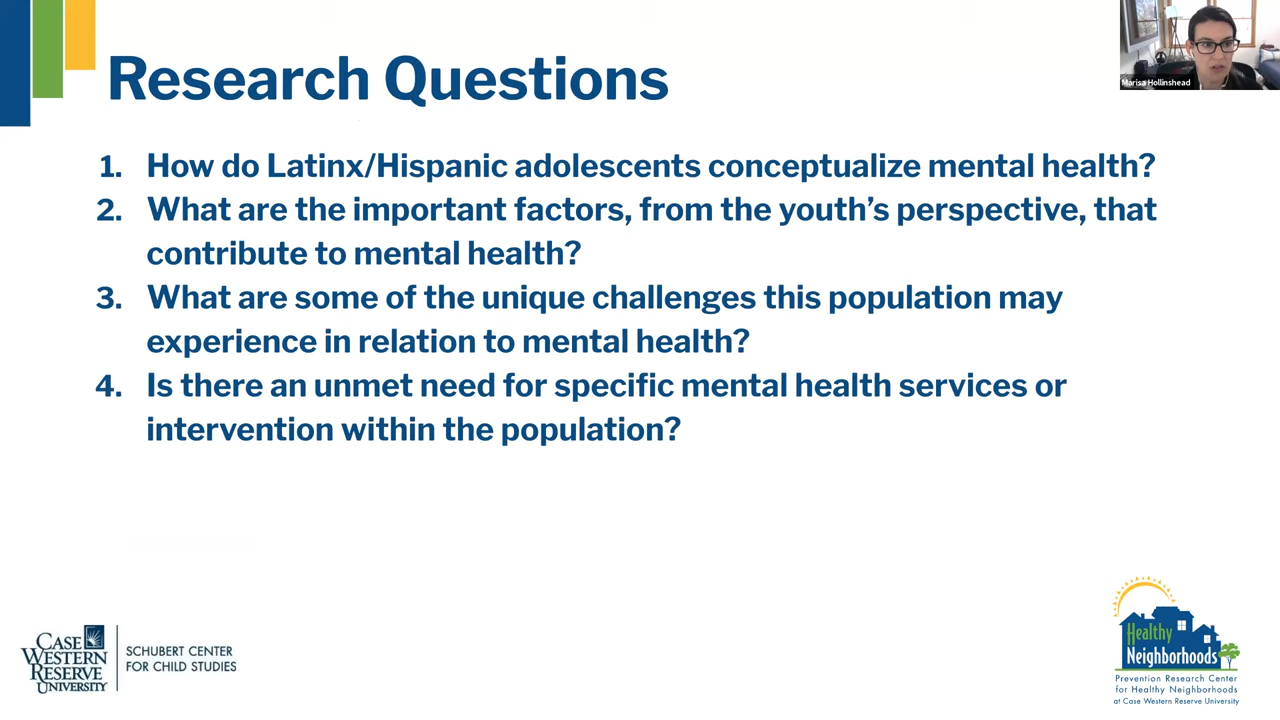 Research Questions
Marisa Hollinshead
1. How do Latinx/Hispanic adolescents conceptualize mental health?
2. What are the important factors, from the youth's perspective, that
contribute to mental health?
3. What are some of the unique challenges this population may
experience in relation to mental health?
4. Is there an unmet need for specific mental health services or
intervention within the population?
CASE
WESTERN
RESERVE
UNIVERSITY
SCHUBERT CENTER
FOR CHILD STUDIES
Healthy
Neighborhoods
Prevention Research Center
for Healthy Neighborhoods
at Case Western Reserve University